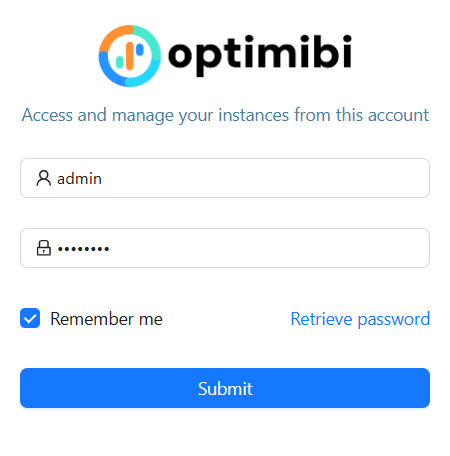 optimibi
Access and manage your instances from this account
admin
••••••••
Remember me
Retrieve password
Submit